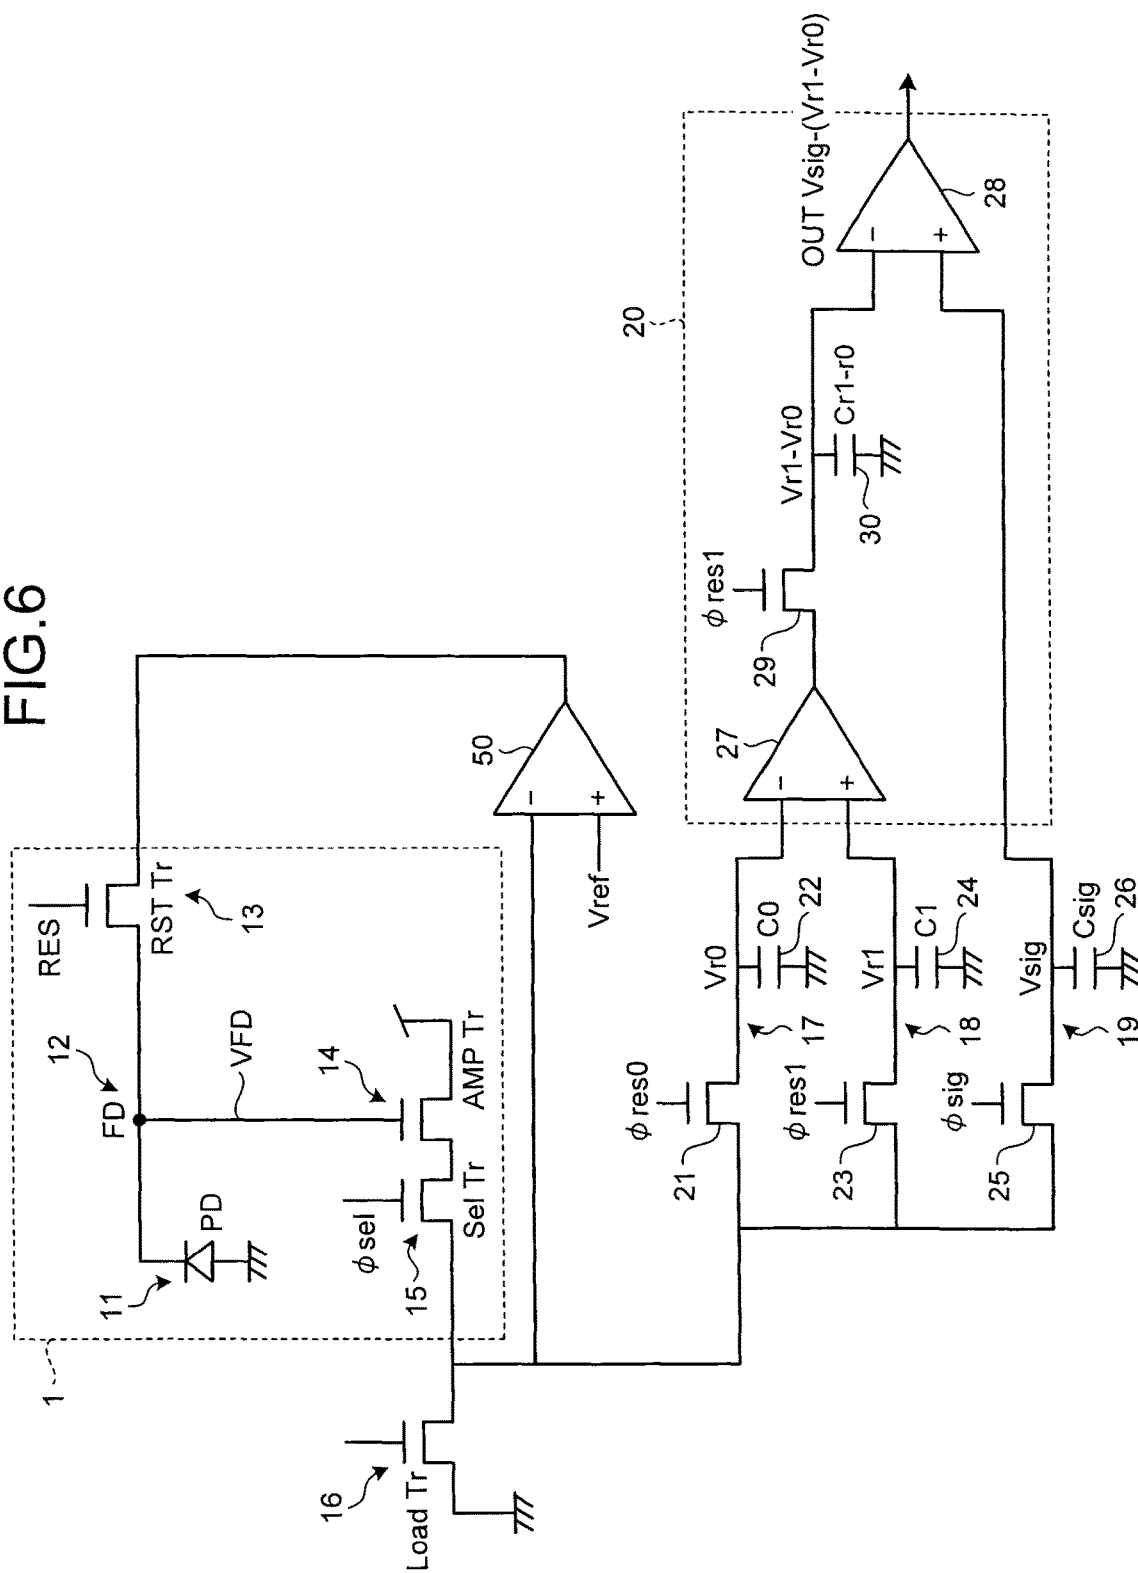 FIG.6
1
RES
RST Tr
13
12
FD
VFD
11
PD
14
AMP Tr
ϕsel
Sel Tr
15
16
Load Tr
50
Vref
ϕres0
21
Vr0
C0
22
17
ϕres1
23
Vr1
C1
24
18
ϕsig
25
Vsig
Csig
26
19
20
27
ϕres1
29
Vr1-Vr0
Cr1-r0
30
28
OUT Vsig-(Vr1-Vr0)
-
+
-
+
-
+